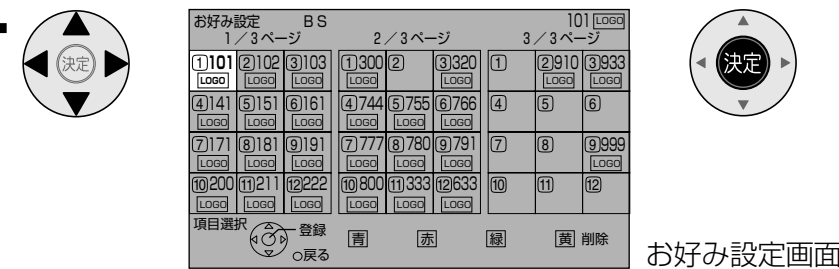 決定
お好み設定 BS 101 LOGO
1/3ページ 2/3ページ 3/3ページ
①101 ②102 ③103 ①300 ② ③320 ① ②910 ③933
LOGO LOGO LOGO LOGO LOGO LOGO LOGO
④141 ⑤151 ⑥161 ④744 ⑤755 ⑥766 ④ ⑤ ⑥
LOGO LOGO LOGO LOGO LOGO LOGO
⑦171 ⑧181 ⑨191 ⑦777 ⑧780 ⑨791 ⑦ ⑧ ⑨999
LOGO LOGO LOGO LOGO LOGO LOGO LOGO
⑩200 ⑪211 ⑫222 ⑩800 ⑪333 ⑫633 ⑩ ⑪ ⑫
LOGO LOGO LOGO LOGO LOGO LOGO
項目選択 登録
○戻る
青 赤 緑 黄 削除
決定
お好み設定画面